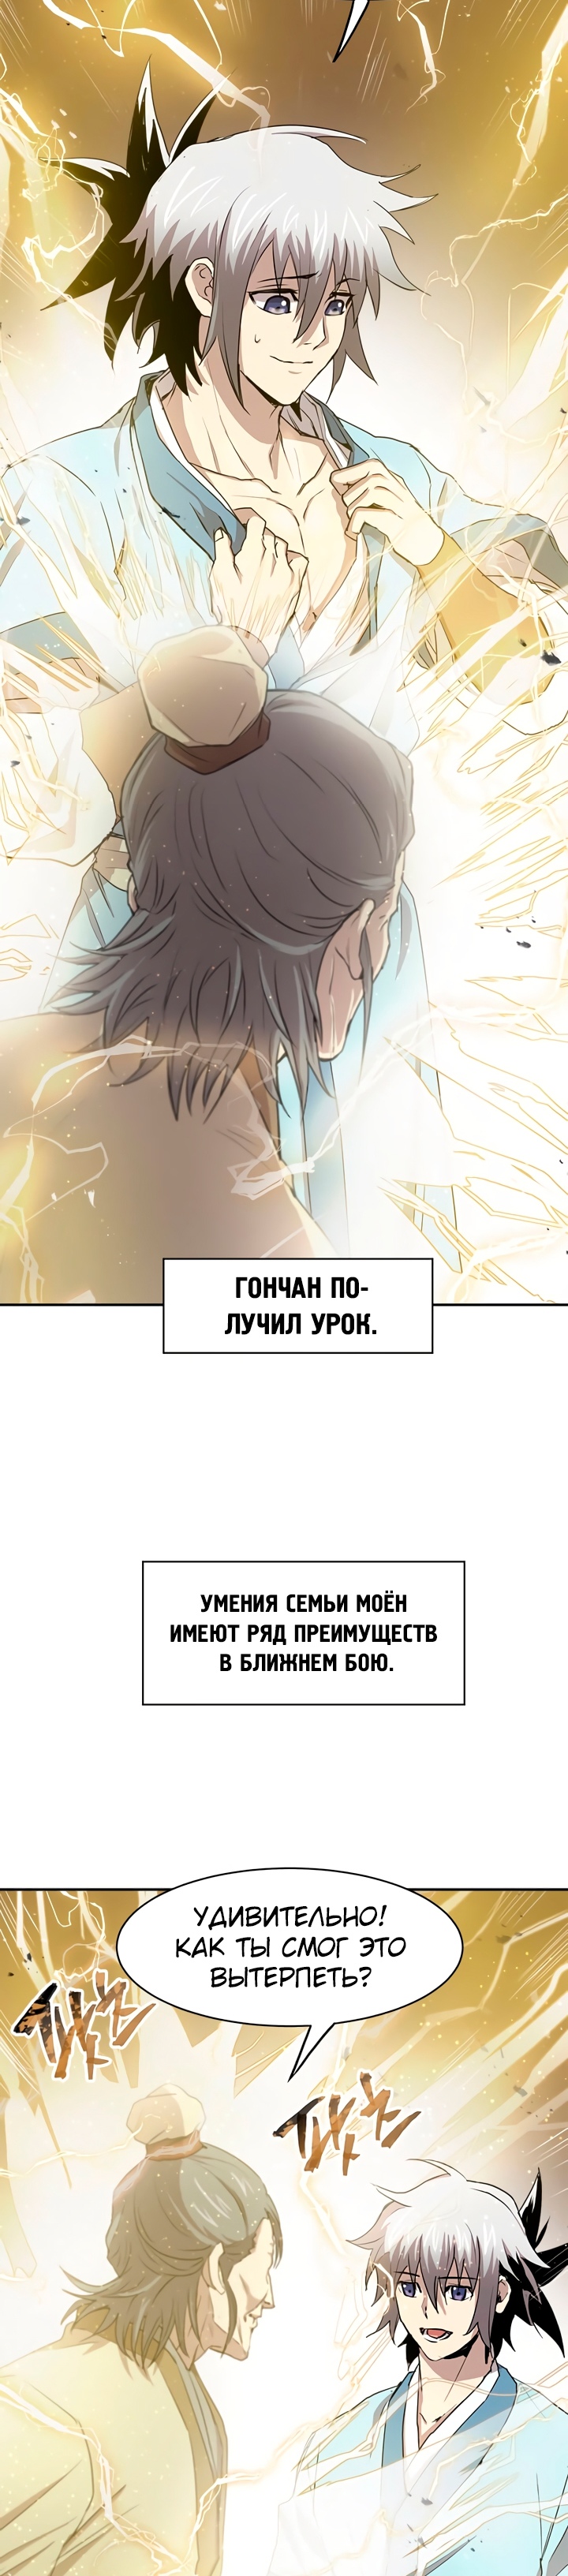 ГОНЧАН ПО-
ЛУЧИЛ УРОК.
УМЕНИЯ СЕМЬИ МОЁН
ИМЕЮТ РЯД ПРЕИМУЩЕСТВ
В БЛИЖНЕМ БОЮ.
УДИВИТЕЛЬНО!
КАК ТЫ СМОГ ЭТО
ВЫТЕРПЕТЬ?